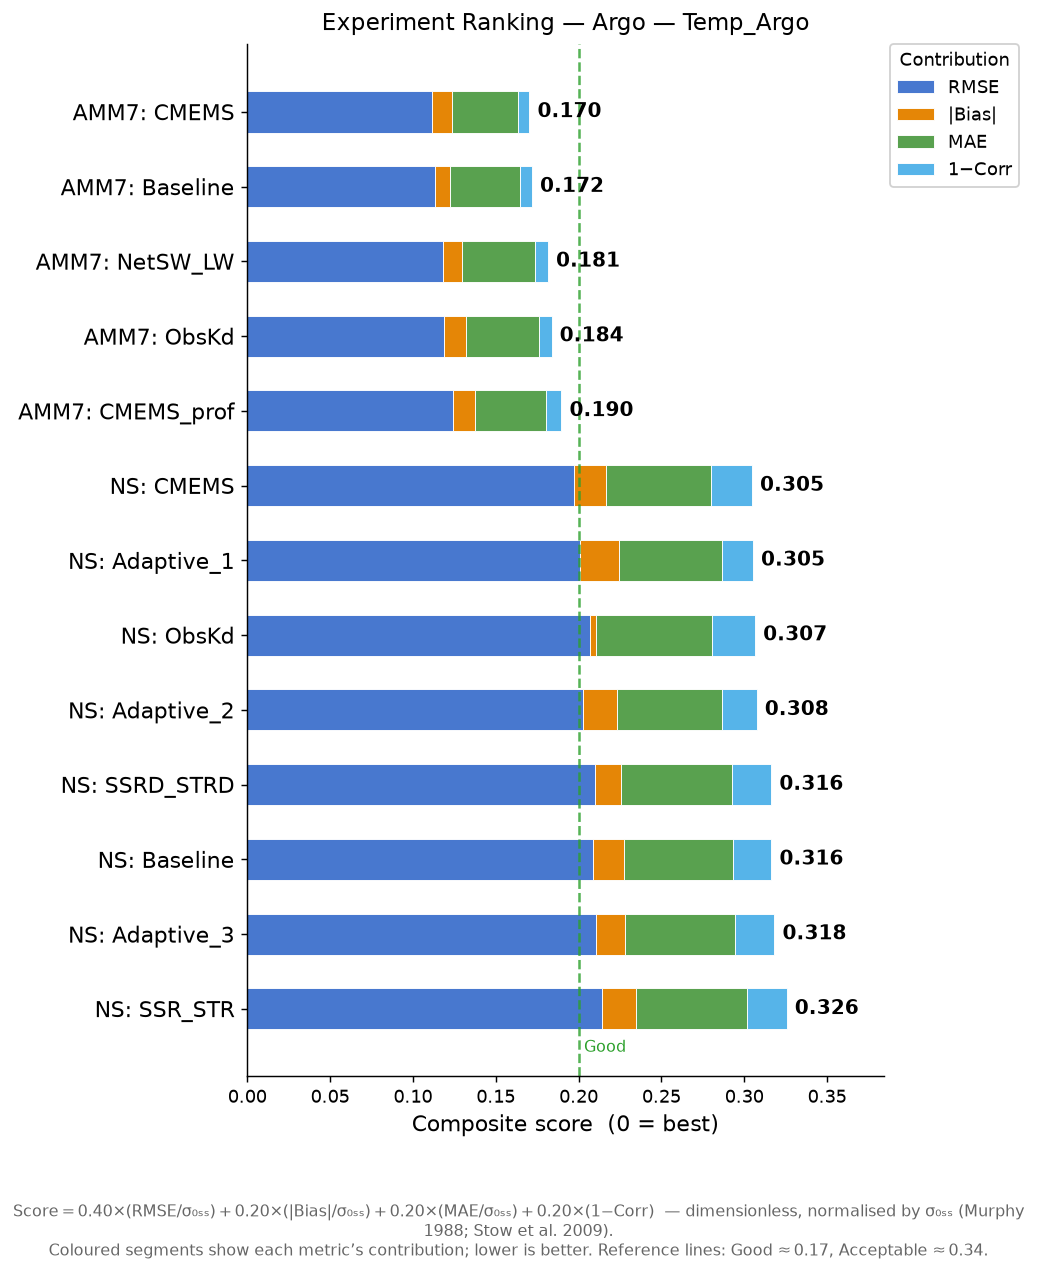 Experiment Ranking — Argo — Temp_Argo
Contribution
RMSE
|Bias|
MAE
1−Corr
AMM7: CMEMS
0.170
AMM7: Baseline
0.172
AMM7: NetSW_LW
0.181
AMM7: ObsKd
0.184
AMM7: CMEMS_prof
0.190
NS: CMEMS
0.305
NS: Adaptive_1
0.305
NS: ObsKd
0.307
NS: Adaptive_2
0.308
NS: SSRD_STRD
0.316
NS: Baseline
0.316
NS: Adaptive_3
0.318
NS: SSR_STR
0.326
Good
0.00 0.05 0.10 0.15 0.20 0.25 0.30 0.35
Composite score  (0 = best)
Score = 0.40×(RMSE/σ₀ₛₛ) + 0.20×(|Bias|/σ₀ₛₛ) + 0.20×(MAE/σ₀ₛₛ) + 0.20×(1−Corr)  — dimensionless, normalised by σ₀ₛₛ (Murphy
1988; Stow et al. 2009).
Coloured segments show each metric’s contribution; lower is better. Reference lines: Good ≈ 0.17, Acceptable ≈ 0.34.